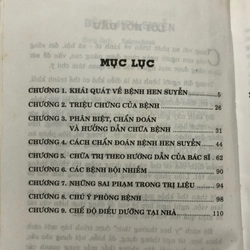 MỤC LỤC
CHƯƠNG 1. KHÁI QUÁT VỀ BỆNH HEN SUYỄN 5
CHƯƠNG 2. TRIỆU CHỨNG CỦA BỆNH 26
CHƯƠNG 3. PHÂN BIỆT, CHẨN ĐOÁN
VÀ HƯỚNG DẪN CHỮA BỆNH 31
CHƯƠNG 4. CÁCH CHẨN ĐOÁN BỆNH HEN SUYỄN 44
CHƯƠNG 5. CHỮA TRỊ THEO HƯỚNG DẪN CỦA BÁC SĨ 62
CHƯƠNG 6. CÁC BỆNH BỘI NHIỄM 90
CHƯƠNG 7. NHỮNG SAI PHẠM TRONG TRỊ LIỆU 94
CHƯƠNG 8. CHÚ Ý PHÒNG BỆNH 98
CHƯƠNG 9. CHẾ ĐỘ ĐIỀU DƯỠNG TẠI NHÀ 110